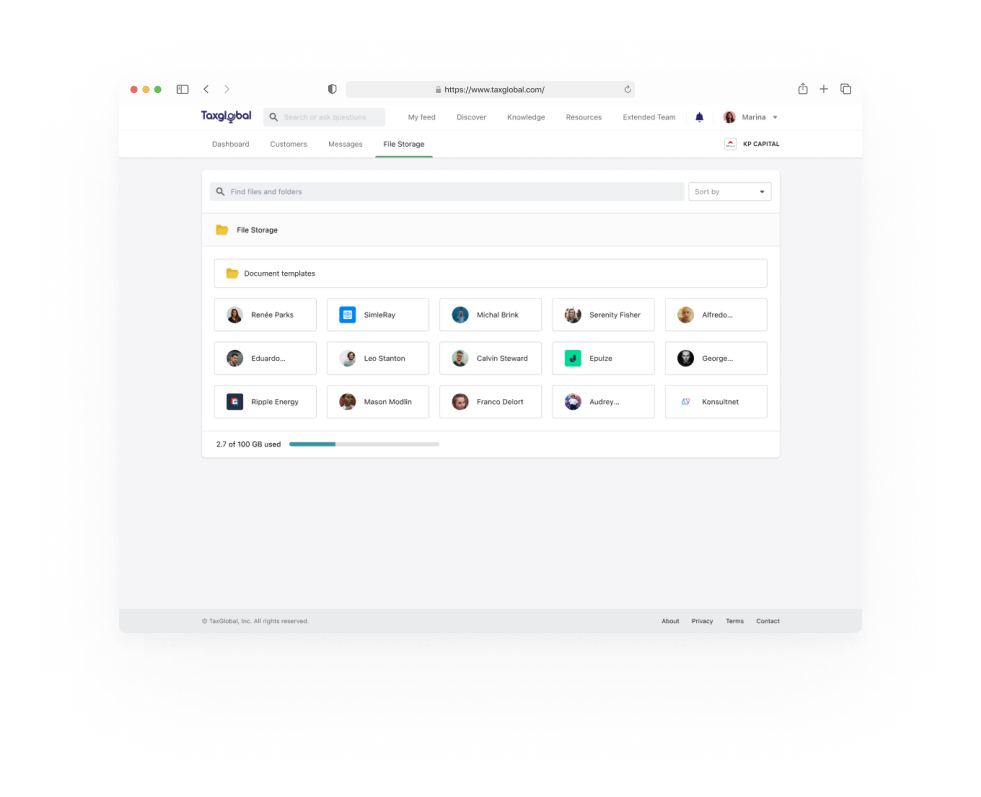 https://www.taxglobal.com/
Taxglobal Search or ask questions My feed Discover Knowledge Resources Extended Team Marina
Dashboard Customers Messages File Storage KP CAPITAL
Find files and folders Sort by
File Storage
Document templates
Renée Parks SimleRay Michal Brink Serenity Fisher Alfredo...
Eduardo... Leo Stanton Calvin Steward Epulze George...
Ripple Energy Mason Modlin Franco Delort Audrey... Konsultnet
2.7 of 100 GB used
© TaxGlobal, Inc. All rights reserved. About Privacy Terms Contact